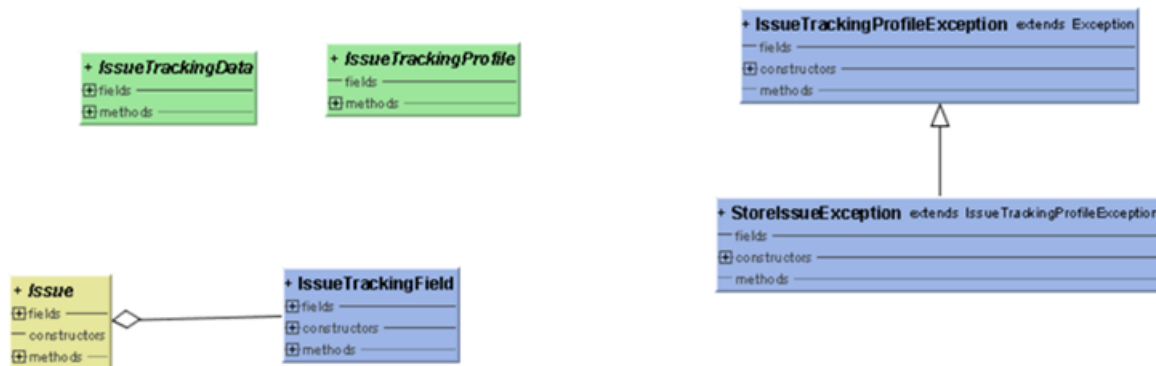 + IssueTrackingData
fields
methods
+ IssueTrackingProfile
fields
methods
+ IssueTrackingProfileException extends Exception
fields
constructors
methods
+ StoreIssueException extends IssueTrackingProfileException
fields
constructors
methods
+ Issue
fields
constructors
methods
+ IssueTrackingField
fields
constructors
methods